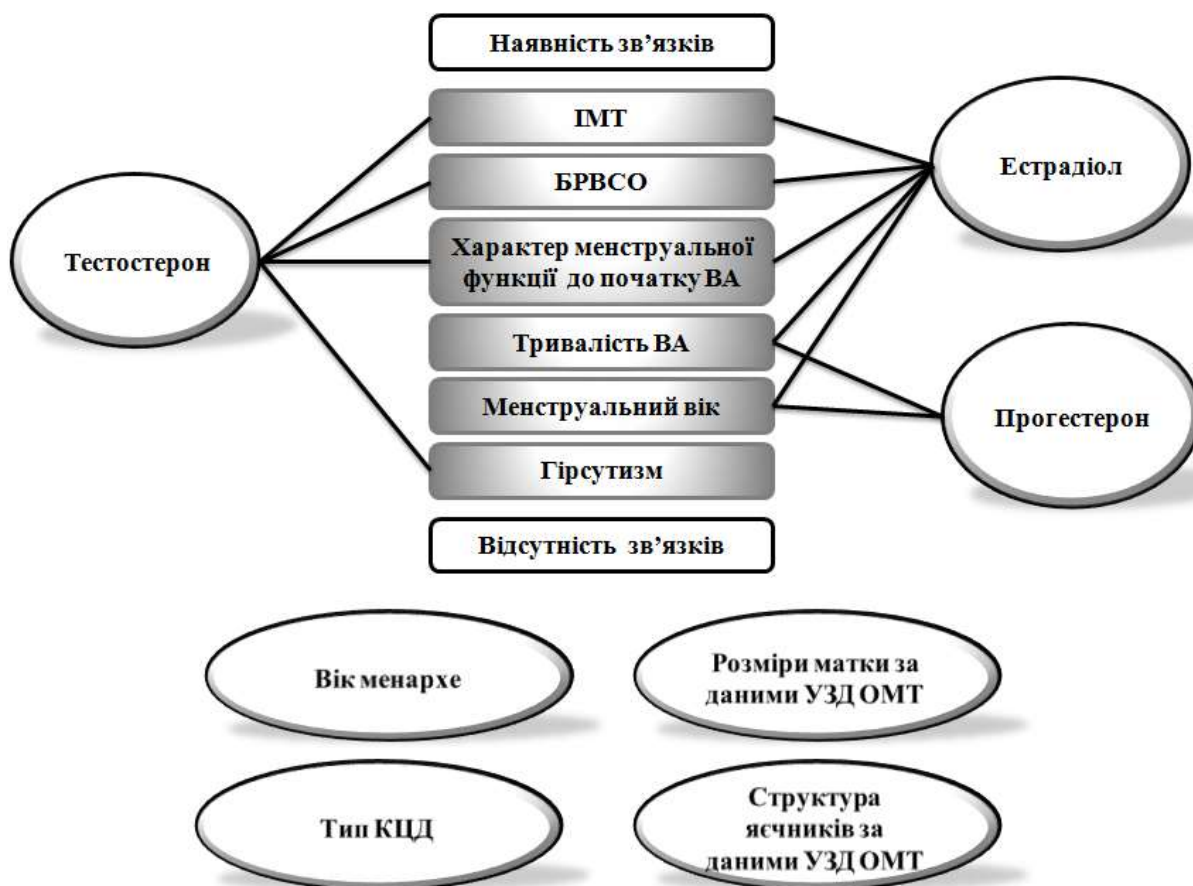 Наявність зв’язків
ІМТ
БРВСО
Характер менструальної
функції до початку ВА
Тривалість ВА
Менструальний вік
Гірсутизм
Тестостерон
Естрадіол
Прогестерон
Відсутність зв’язків
Вік менархе
Розміри матки за
даними УЗД ОМТ
Тип КЦД
Структура
яєчників за
даними УЗД ОМТ